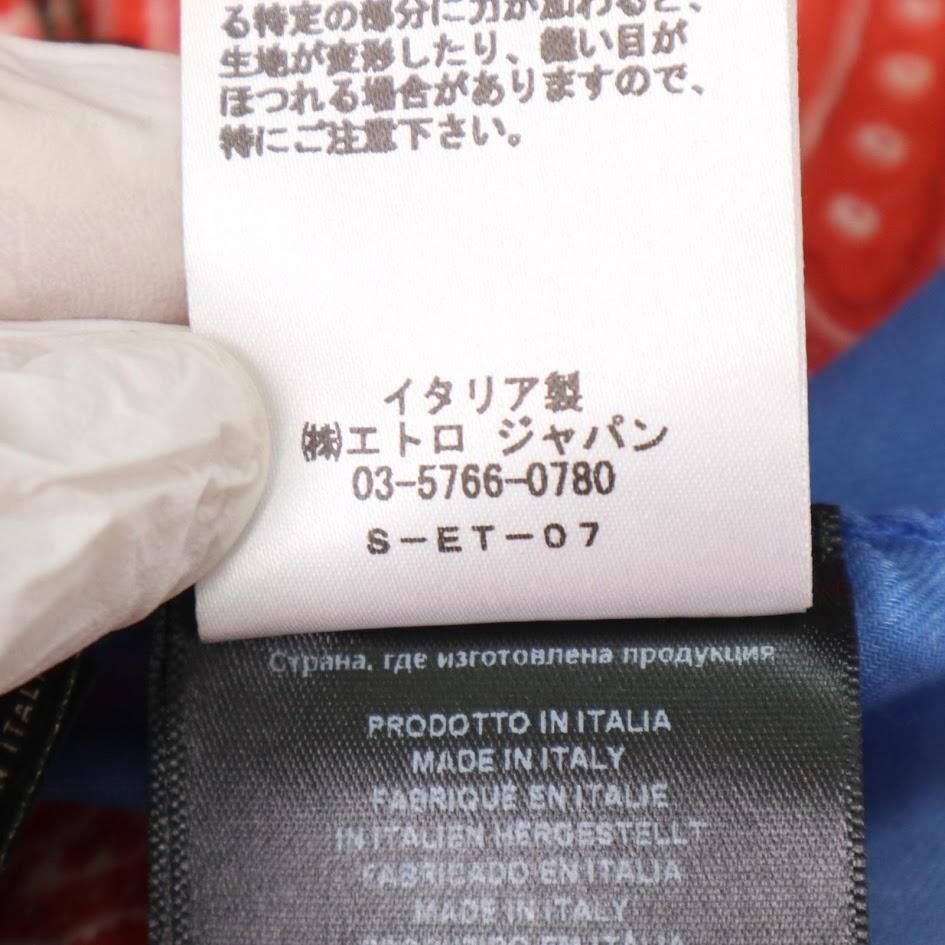 る特定の部分に力が加わると、
生地が変形したり、縫い目が
ほつれる場合がありますので、
特にご注意下さい。
イタリア製
㈱エトロ ジャパン
03-5766-0780
S-ET-07
Страна, где изготовлена продукция
PRODOTTO IN ITALIA
MADE IN ITALY
FABRIQUÉ EN ITALIE
IN ITALIEN HERGESTELLT
FABRICADO EN ITALIA
MADE IN ITALY